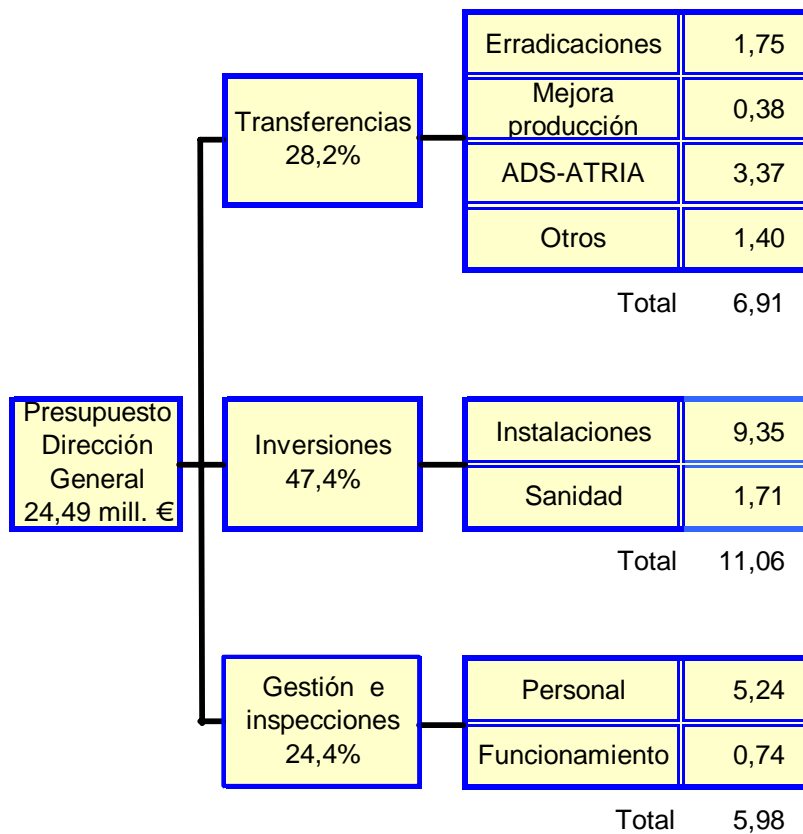 Presupuesto
Dirección
General
24,49 mill. €
Transferencias
28,2%
Erradicaciones 1,75
Mejora
producción 0,38
ADS-ATRIA 3,37
Otros 1,40
Total 6,91
Inversiones
47,4%
Instalaciones 9,35
Sanidad 1,71
Total 11,06
Gestión e
inspecciones
24,4%
Personal 5,24
Funcionamiento 0,74
Total 5,98